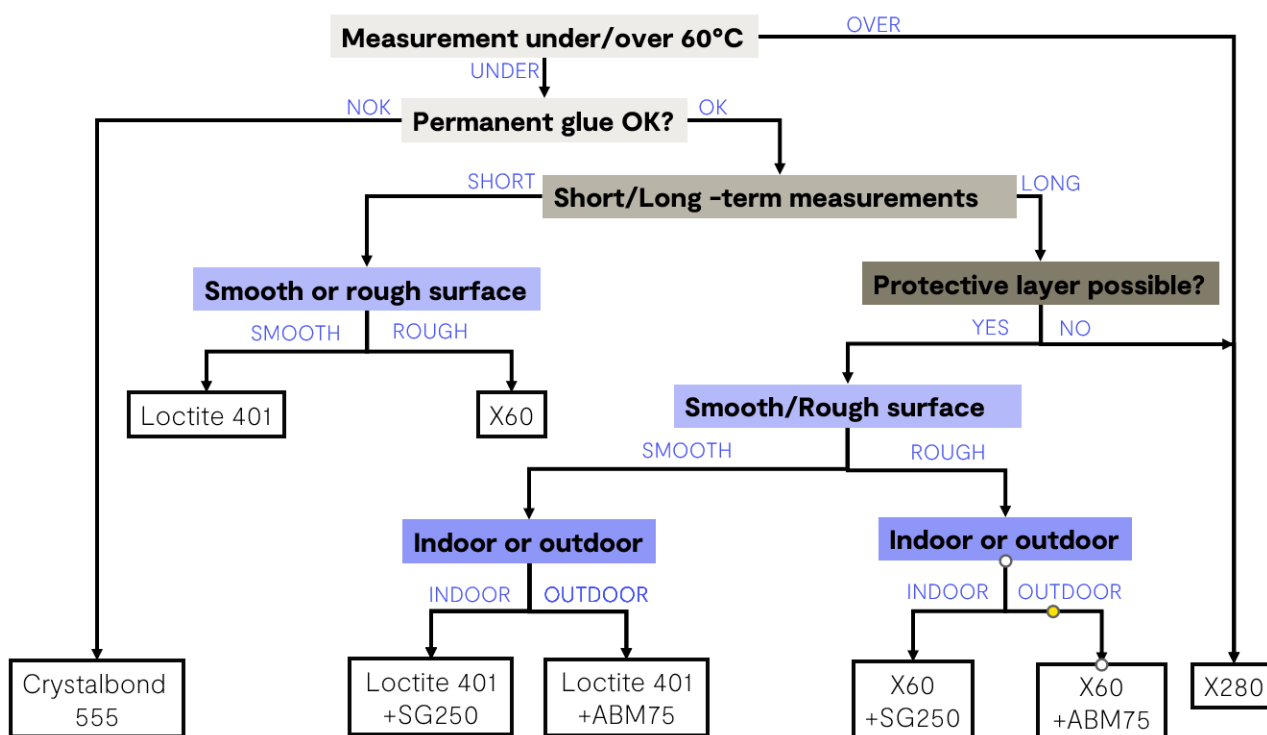 Measurement under/over 60°C
OVER
UNDER
NOK
Permanent glue OK?
OK
SHORT
Short/Long -term measurements
LONG
Smooth or rough surface
Protective layer possible?
SMOOTH
ROUGH
YES
NO
Loctite 401
X60
Smooth/Rough surface
SMOOTH
ROUGH
Indoor or outdoor
Indoor or outdoor
INDOOR
OUTDOOR
INDOOR
OUTDOOR
Crystalbond
555
Loctite 401
+SG250
Loctite 401
+ABM75
X60
+SG250
X60
+ABM75
X280